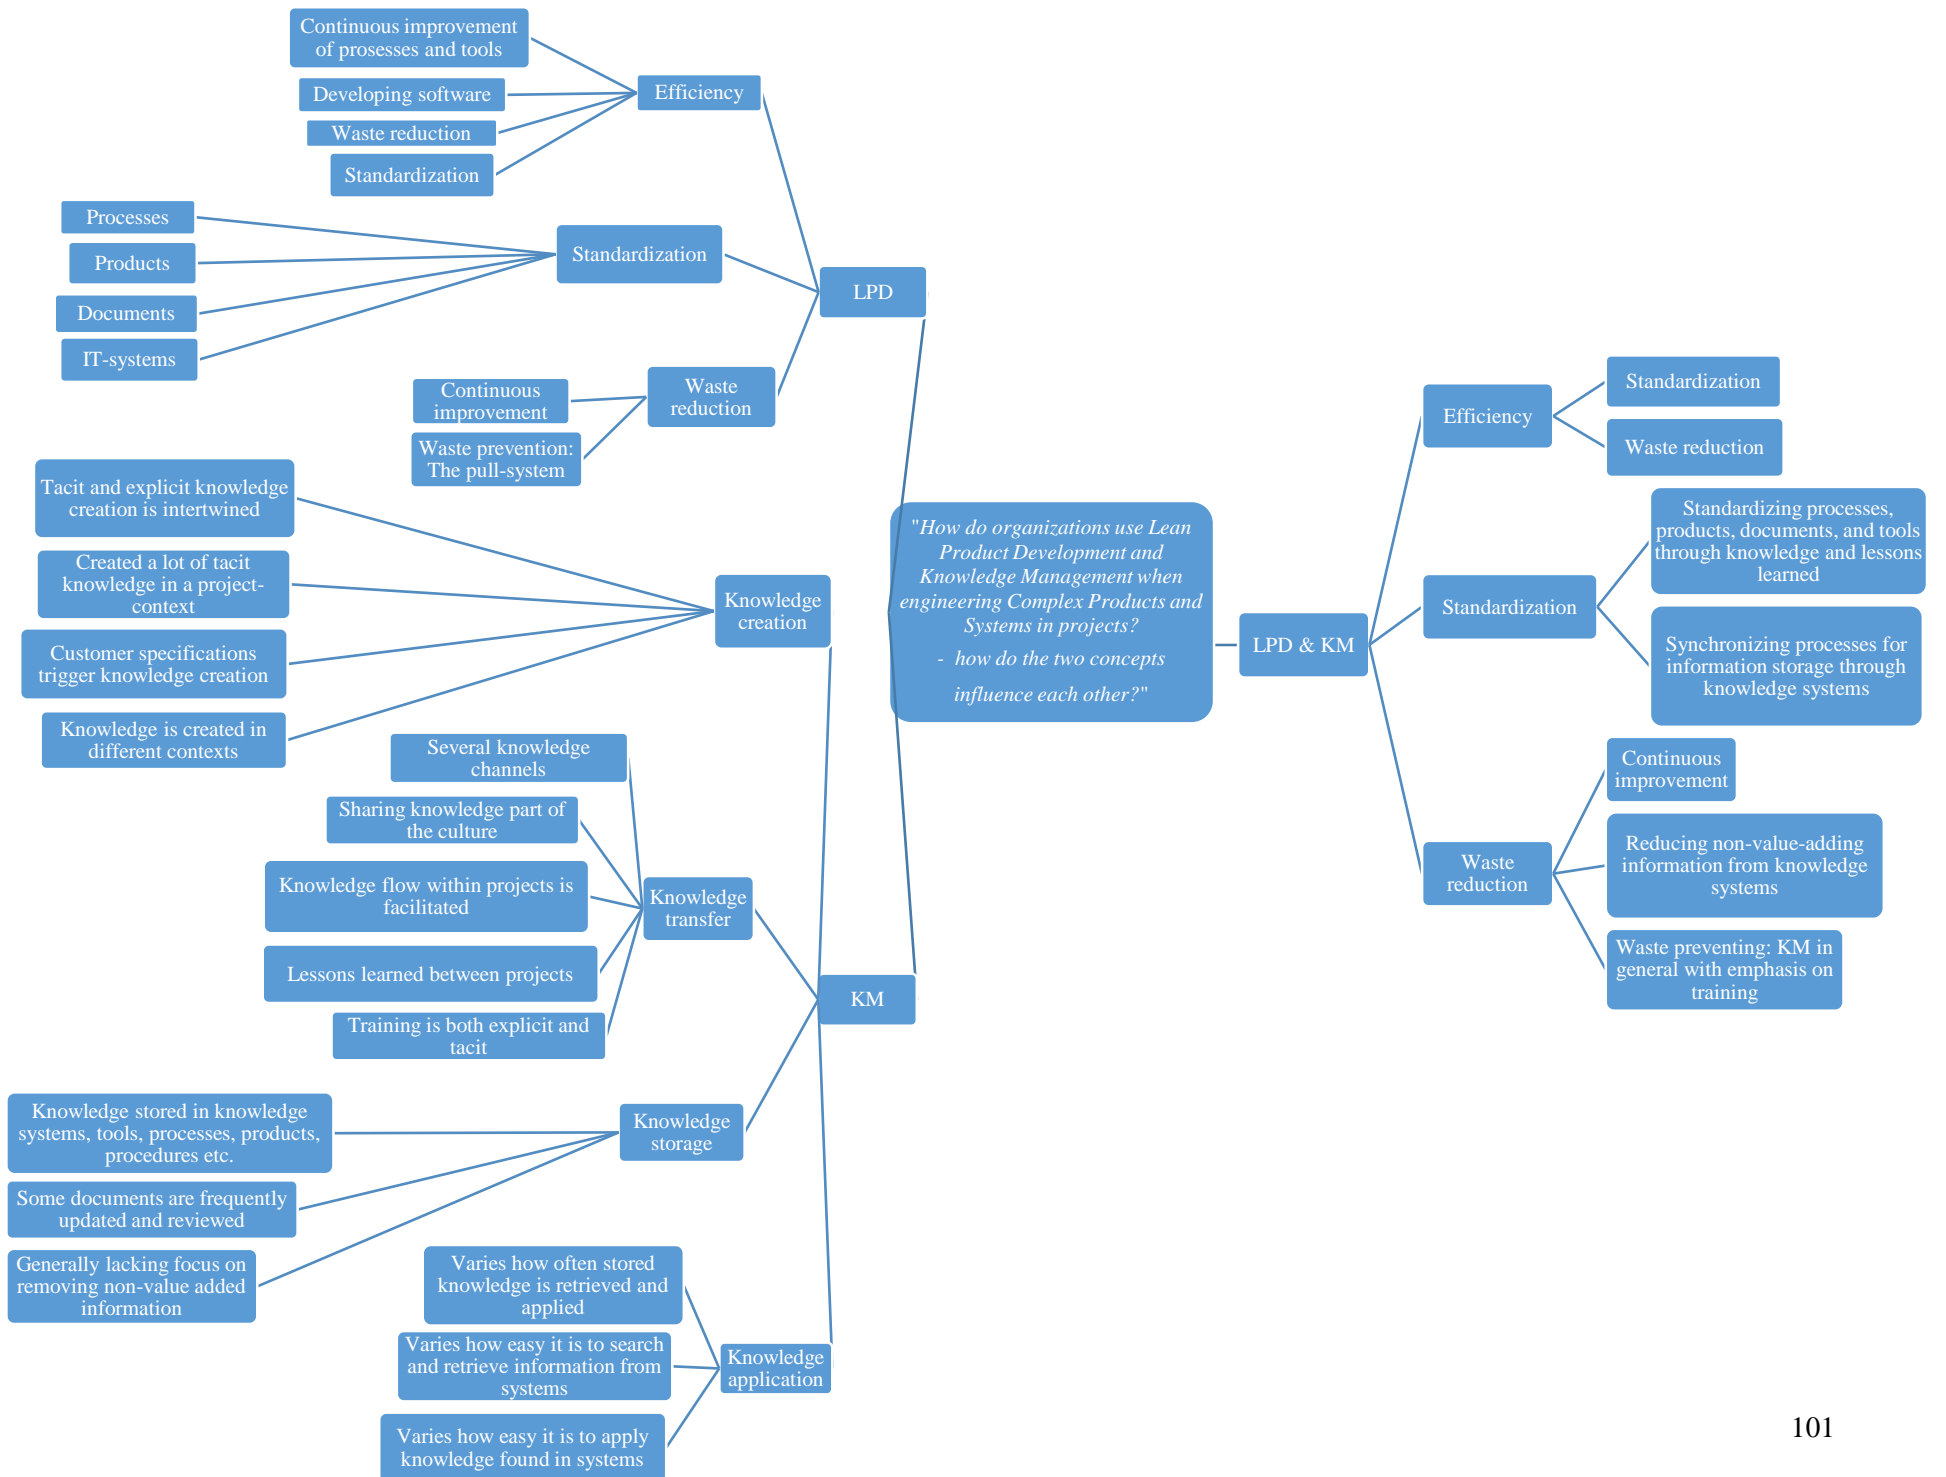 Continuous improvement
of prosesses and tools
Developing software
Waste reduction
Standardization
Efficiency
Processes
Products
Documents
IT-systems
Standardization
Continuous
improvement
Waste prevention:
The pull-system
Waste
reduction
LPD
Tacit and explicit knowledge
creation is intertwined
Created a lot of tacit
knowledge in a project-
context
Customer specifications
trigger knowledge creation
Knowledge is created in
different contexts
Knowledge
creation
Several knowledge
channels
Sharing knowledge part of
the culture
Knowledge flow within projects is
facilitated
Lessons learned between projects
Training is both explicit and
tacit
Knowledge
transfer
KM
Knowledge stored in knowledge
systems, tools, processes, products,
procedures etc.
Some documents are frequently
updated and reviewed
Generally lacking focus on
removing non-value added
information
Knowledge
storage
Varies how often stored
knowledge is retrieved and
applied
Varies how easy it is to search
and retrieve information from
systems
Varies how easy it is to apply
knowledge found in systems
Knowledge
application
"How do organizations use Lean
Product Development and
Knowledge Management when
engineering Complex Products and
Systems in projects?
- how do the two concepts
influence each other?"
LPD & KM
Efficiency
Standardization
Waste reduction
Standardization
Standardizing processes,
products, documents, and tools
through knowledge and lessons
learned
Synchronizing processes for
information storage through
knowledge systems
Waste
reduction
Continuous
improvement
Reducing non-value-adding
information from knowledge
systems
Waste preventing: KM in
general with emphasis on
training
101